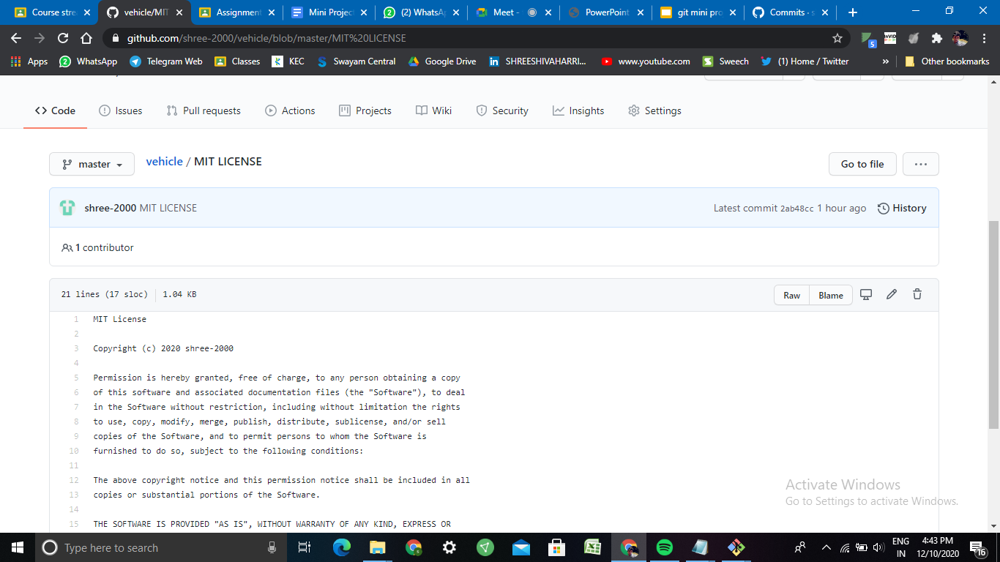 Course stre
vehicle/MIT
Assignment
Mini Projec
(2) WhatsAp
Meet -
PowerPoint
git mini pro
Commits · s
github.com/shree-2000/vehicle/blob/master/MIT%20LICENSE
5
InVID
Apps
2
WhatsApp
Telegram Web
Classes
KEC
Swayam Central
Google Drive
SHREESHIVAHARRI...
www.youtube.com
Sweech
(1) Home / Twitter
»
Other bookmarks
<> Code
Issues
Pull requests
Actions
Projects
Wiki
Security
Insights
Settings
master
vehicle / MIT LICENSE
Go to file
...
shree-2000 MIT LICENSE
Latest commit 2ab48cc 1 hour ago
History
1 contributor
21 lines (17 sloc)
1.04 KB
Raw
Blame
1 MIT License
2
3 Copyright (c) 2020 shree-2000
4
5 Permission is hereby granted, free of charge, to any person obtaining a copy
6 of this software and associated documentation files (the "Software"), to deal
7 in the Software without restriction, including without limitation the rights
8 to use, copy, modify, merge, publish, distribute, sublicense, and/or sell
9 copies of the Software, and to permit persons to whom the Software is
10 furnished to do so, subject to the following conditions:
11
12 The above copyright notice and this permission notice shall be included in all
13 copies or substantial portions of the Software.
14
15 THE SOFTWARE IS PROVIDED "AS IS", WITHOUT WARRANTY OF ANY KIND, EXPRESS OR
Activate Windows
Go to Settings to activate Windows.
Type here to search
ENG
IN
4:43 PM
12/10/2020
16